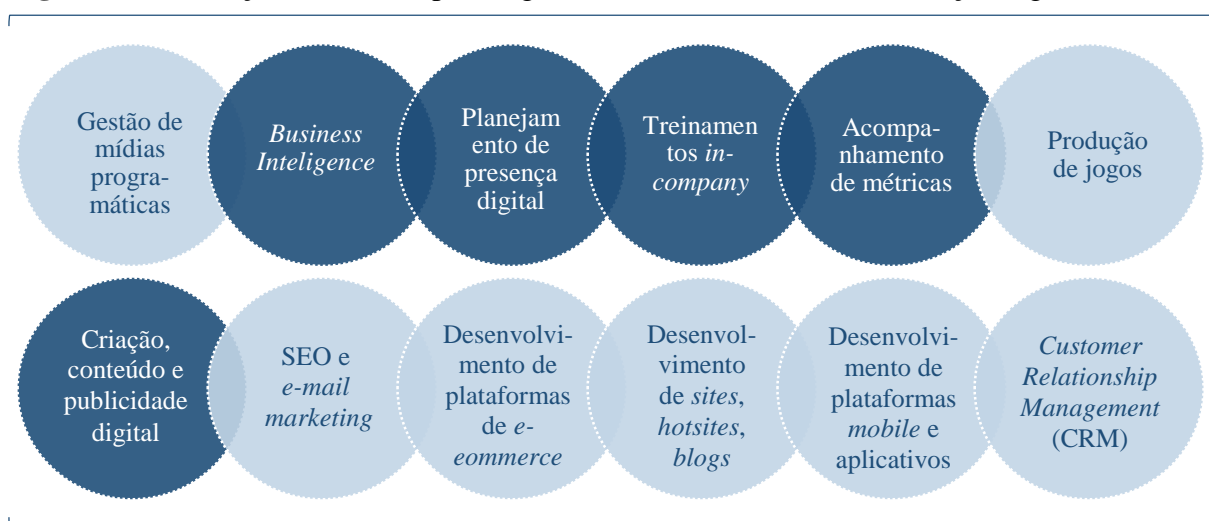 Gestão de
mídias
progra-
máticas
Business
Inteligence
Planejam
ento de
presença
digital
Treinamen
tos in-
company
Acompa-
nhamento
de métricas
Produção
de jogos
Criação,
conteúdo e
publicidade
digital
SEO e
e-mail
marketing
Desenvolvi-
mento de
plataformas
de e-
eommerce
Desenvol-
vimento
de sites,
hotsites,
blogs
Desenvolvi-
mento de
plataformas
mobile e
aplicativos
Customer
Relationship
Management
(CRM)